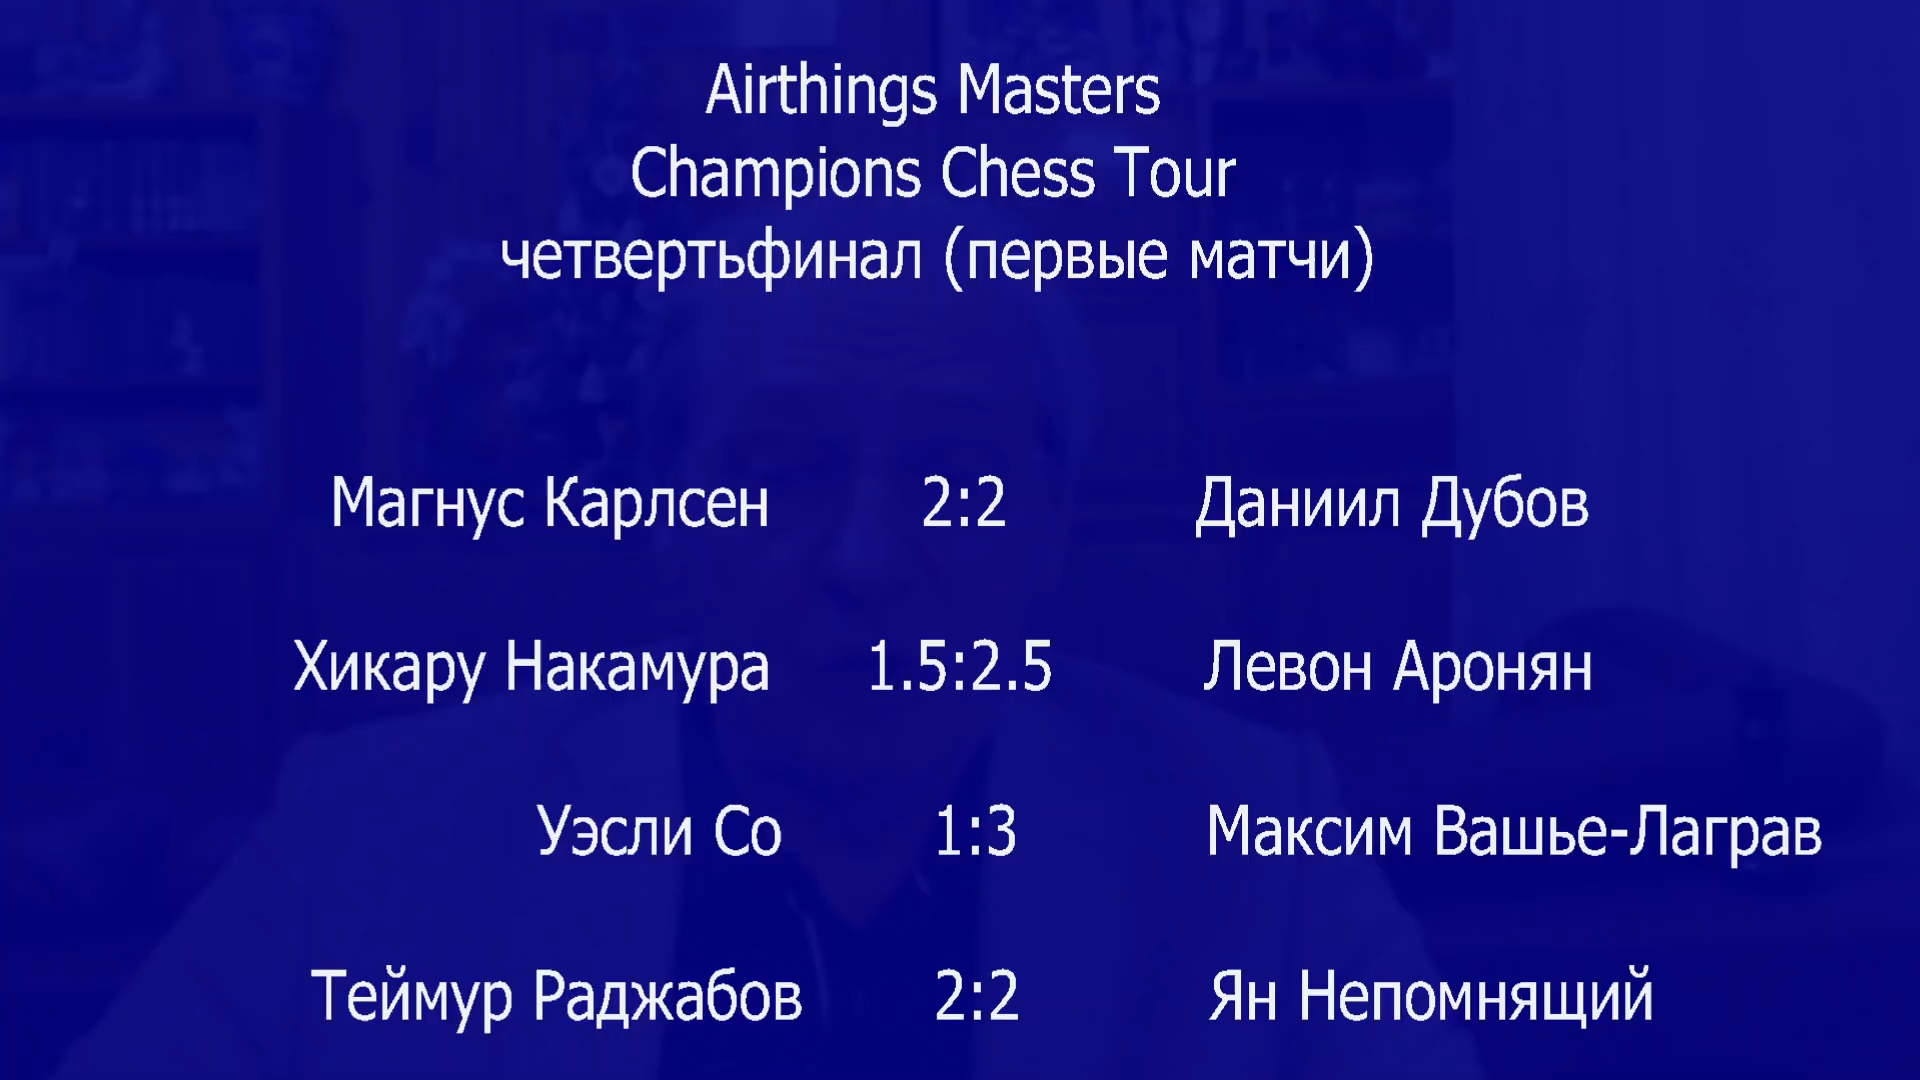 Airthings Masters
Champions Chess Tour
четвертьфинал (первые матчи)
Магнус Карлсен 2:2 Даниил Дубов
Хикару Накамура 1.5:2.5 Левон Аронян
Уэсли Со 1:3 Максим Вашье-Лаграв
Теймур Раджабов 2:2 Ян Непомнящий